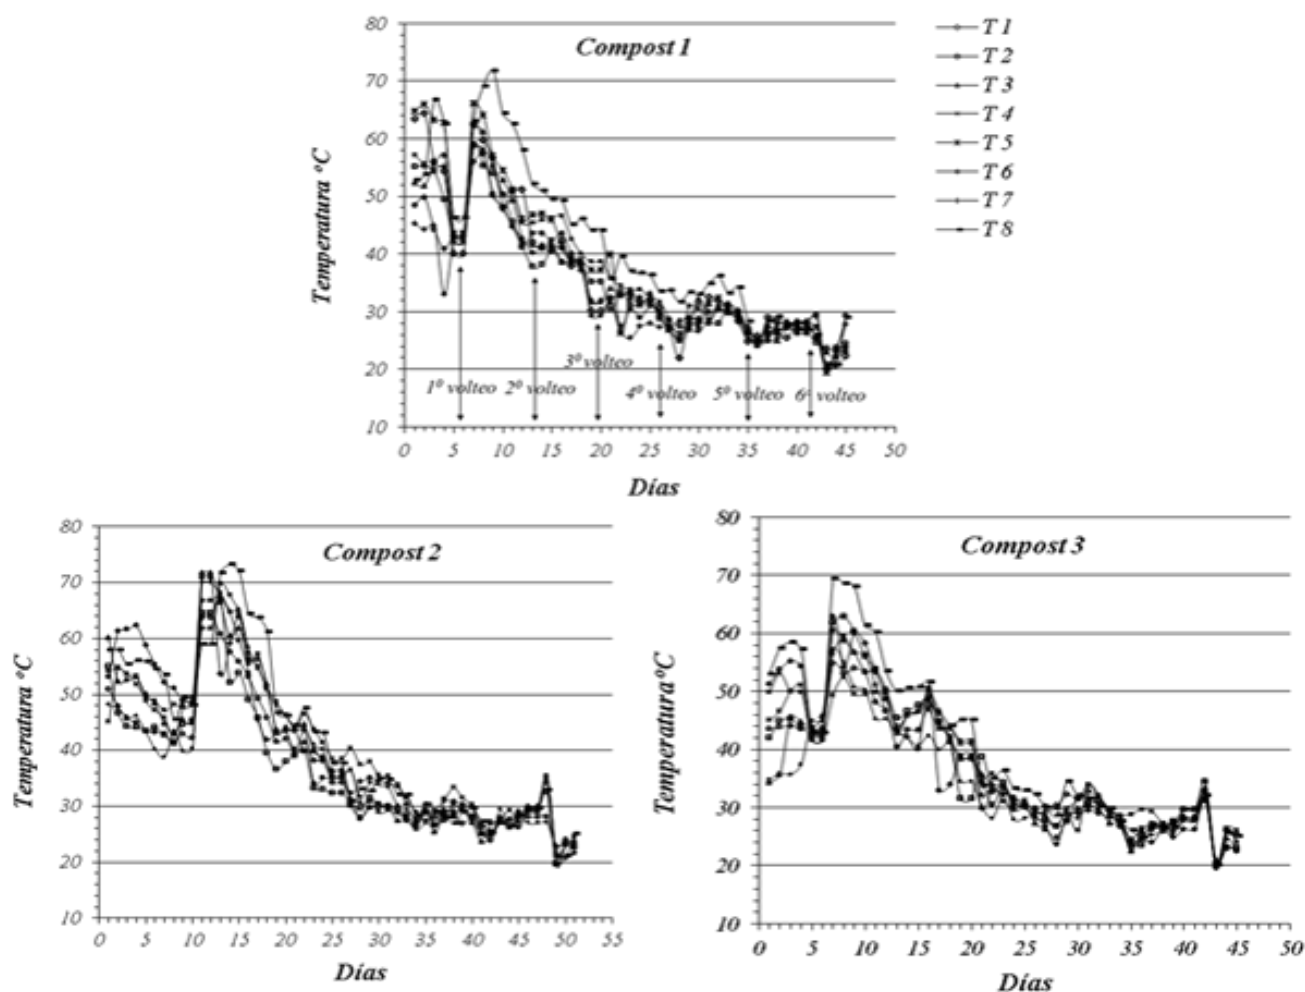 Compost 1
Temperatura ºC
80
70
60
50
40
30
20
10
1º volteo
2º volteo
3º volteo
4º volteo
5º volteo
6º volteo
0 5 10 15 20 25 30 35 40 45 50
Días
T 1
T 2
T 3
T 4
T 5
T 6
T 7
T 8
Compost 2
Temperatura ºC
80
70
60
50
40
30
20
10
0 5 10 15 20 25 30 35 40 45 50 55
Días
Compost 3
TemperaturaºC
80
70
60
50
40
30
20
10
0 5 10 15 20 25 30 35 40 45 50
Días